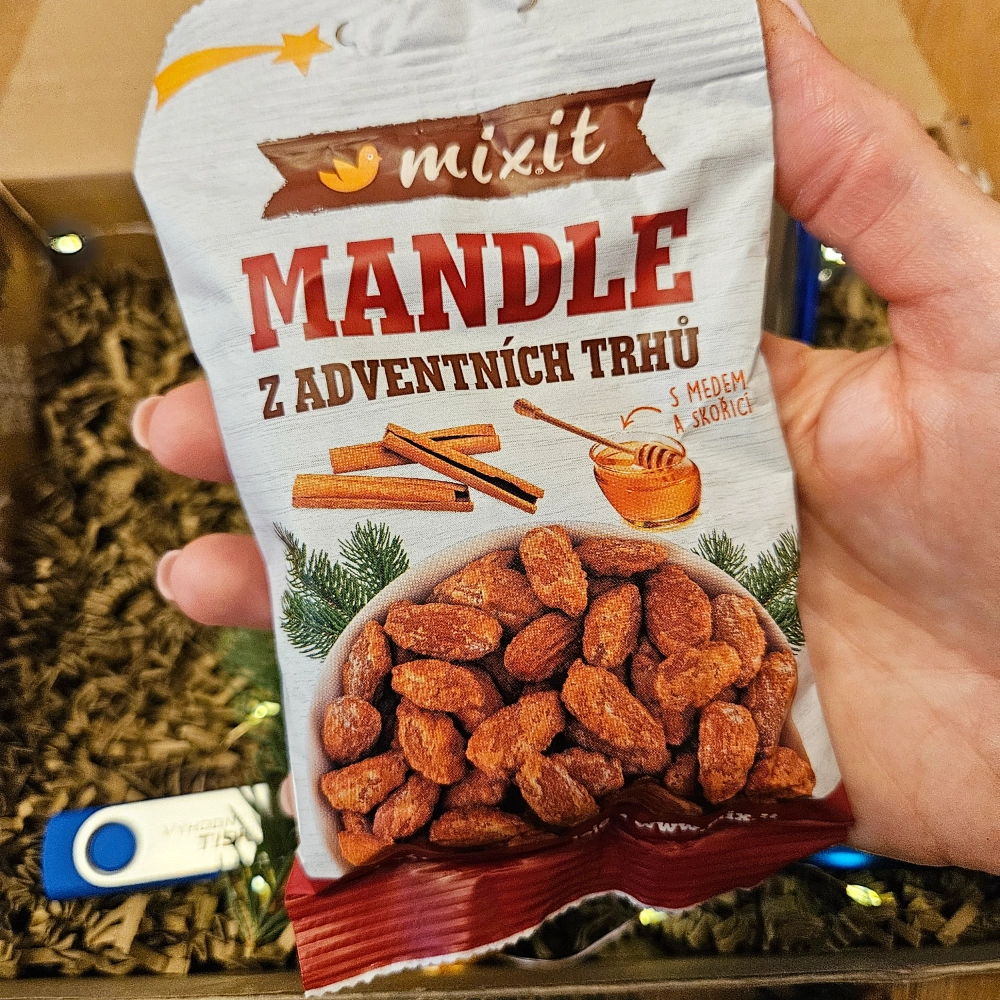 mixit
MANDLE
Z ADVENTNÍCH TRHŮ
S MEDEM
A SKOŘICÍ